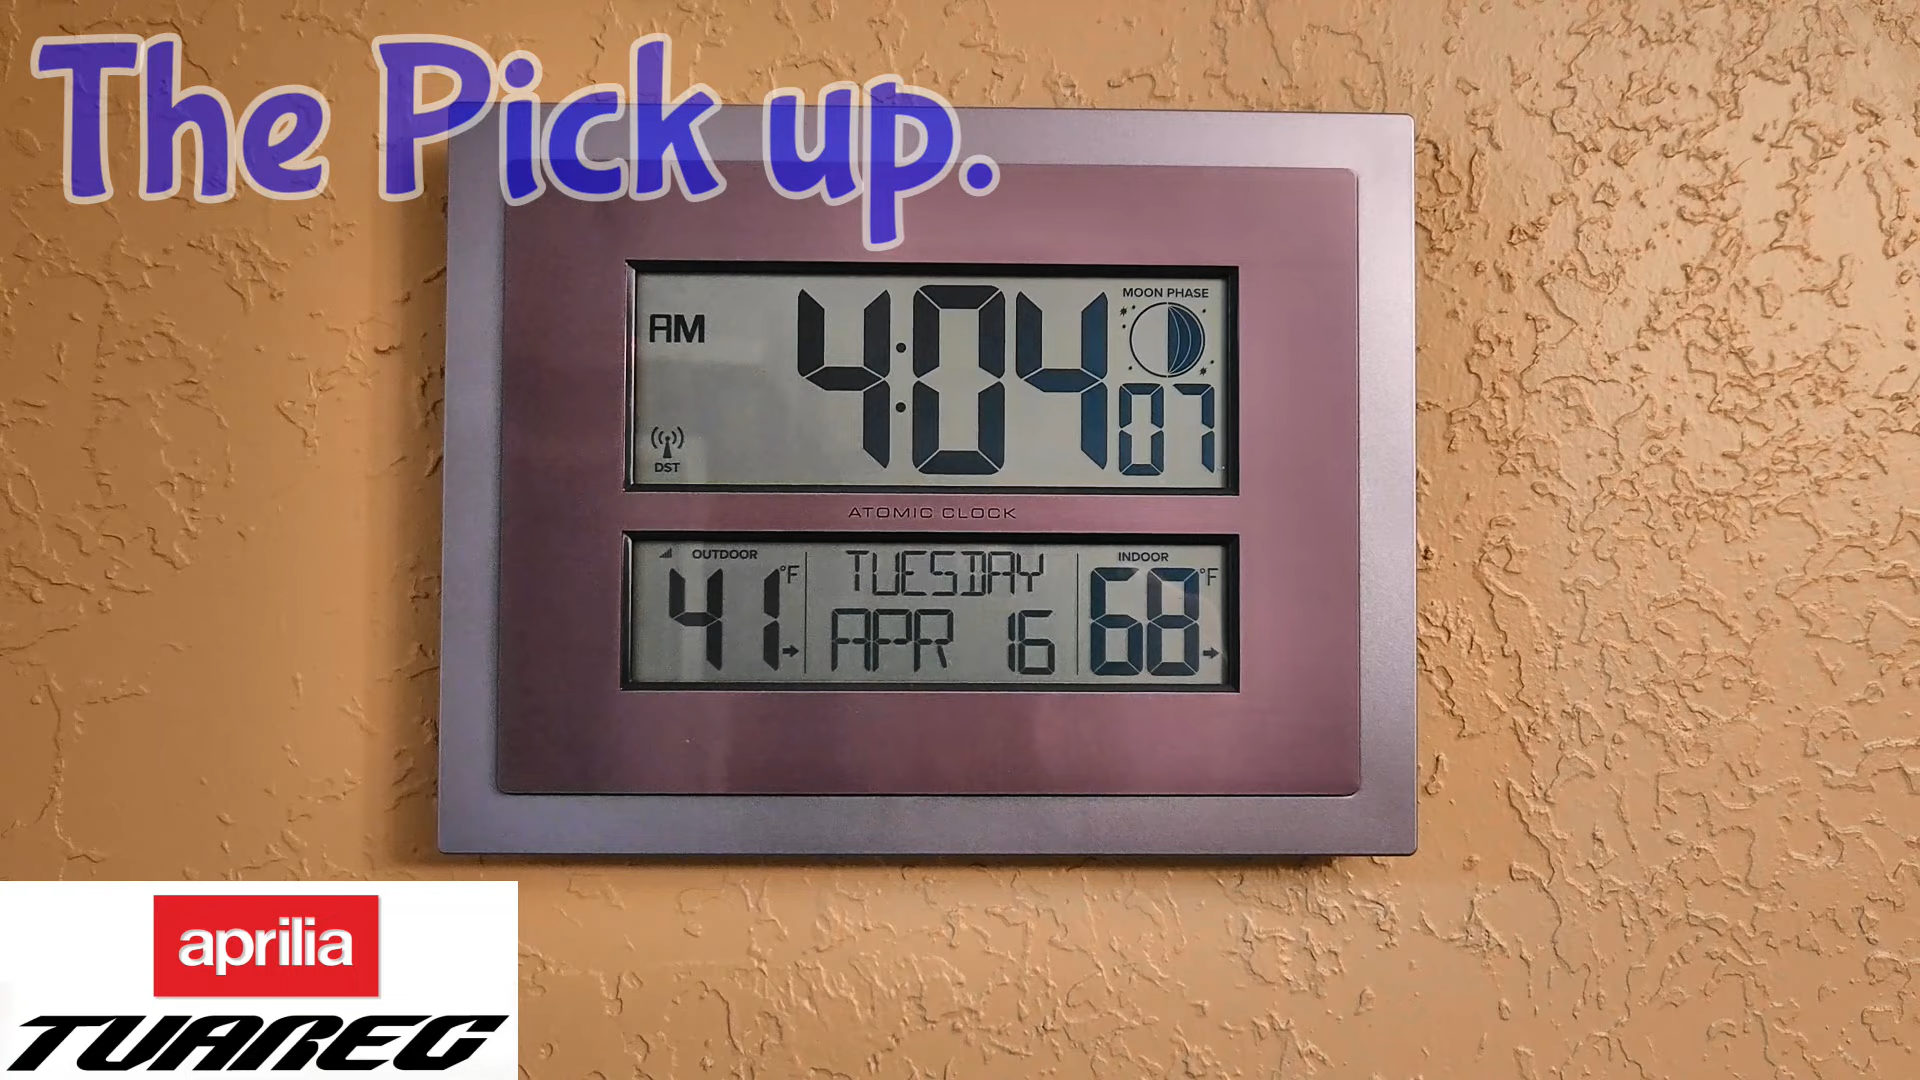 The Pick up.
MOON PHASE
AM 4:04 07
DST
ATOMIC CLOCK
OUTDOOR
41 °F
TUESDAY
APR 16
INDOOR
68 °F
aprilia
TUAREG